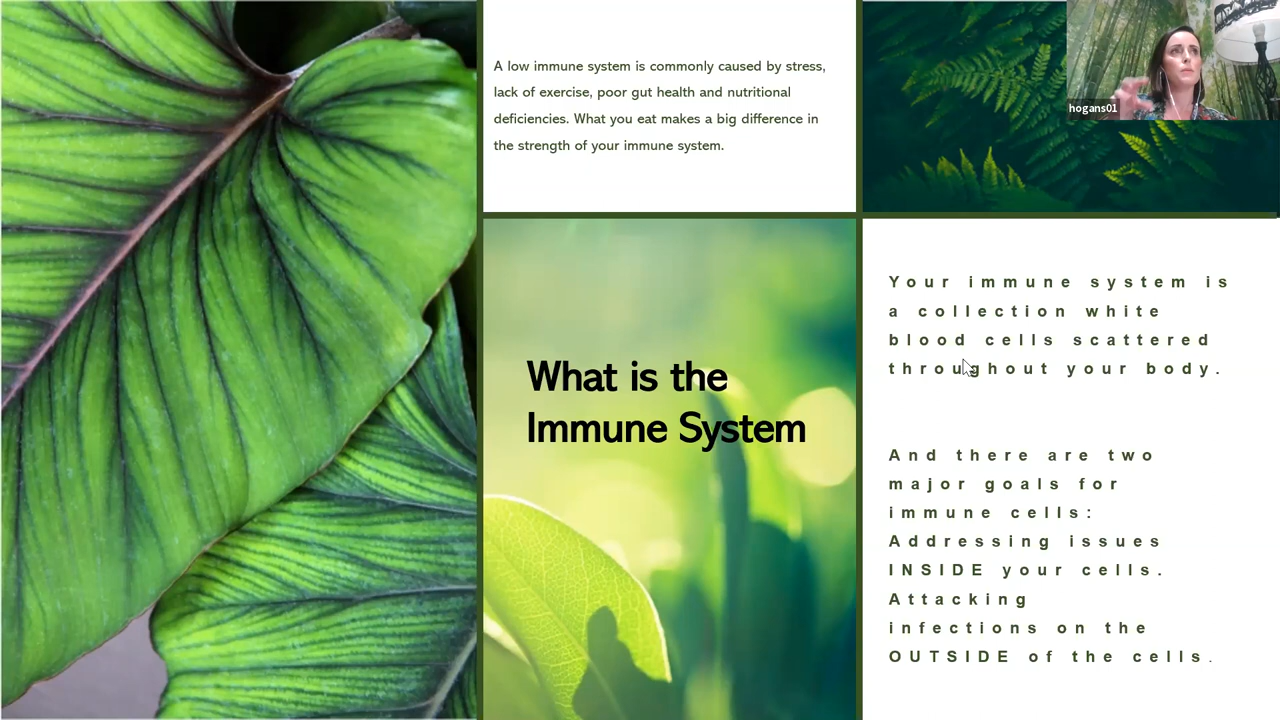 A low immune system is commonly caused by stress,
lack of exercise, poor gut health and nutritional
deficiencies. What you eat makes a big difference in
the strength of your immune system.
hogans01
What is the
Immune System
Your immune system is
a collection white
blood cells scattered
throughout your body.
And there are two
major goals for
immune cells:
Addressing issues
INSIDE your cells.
Attacking
infections on the
OUTSIDE of the cells.